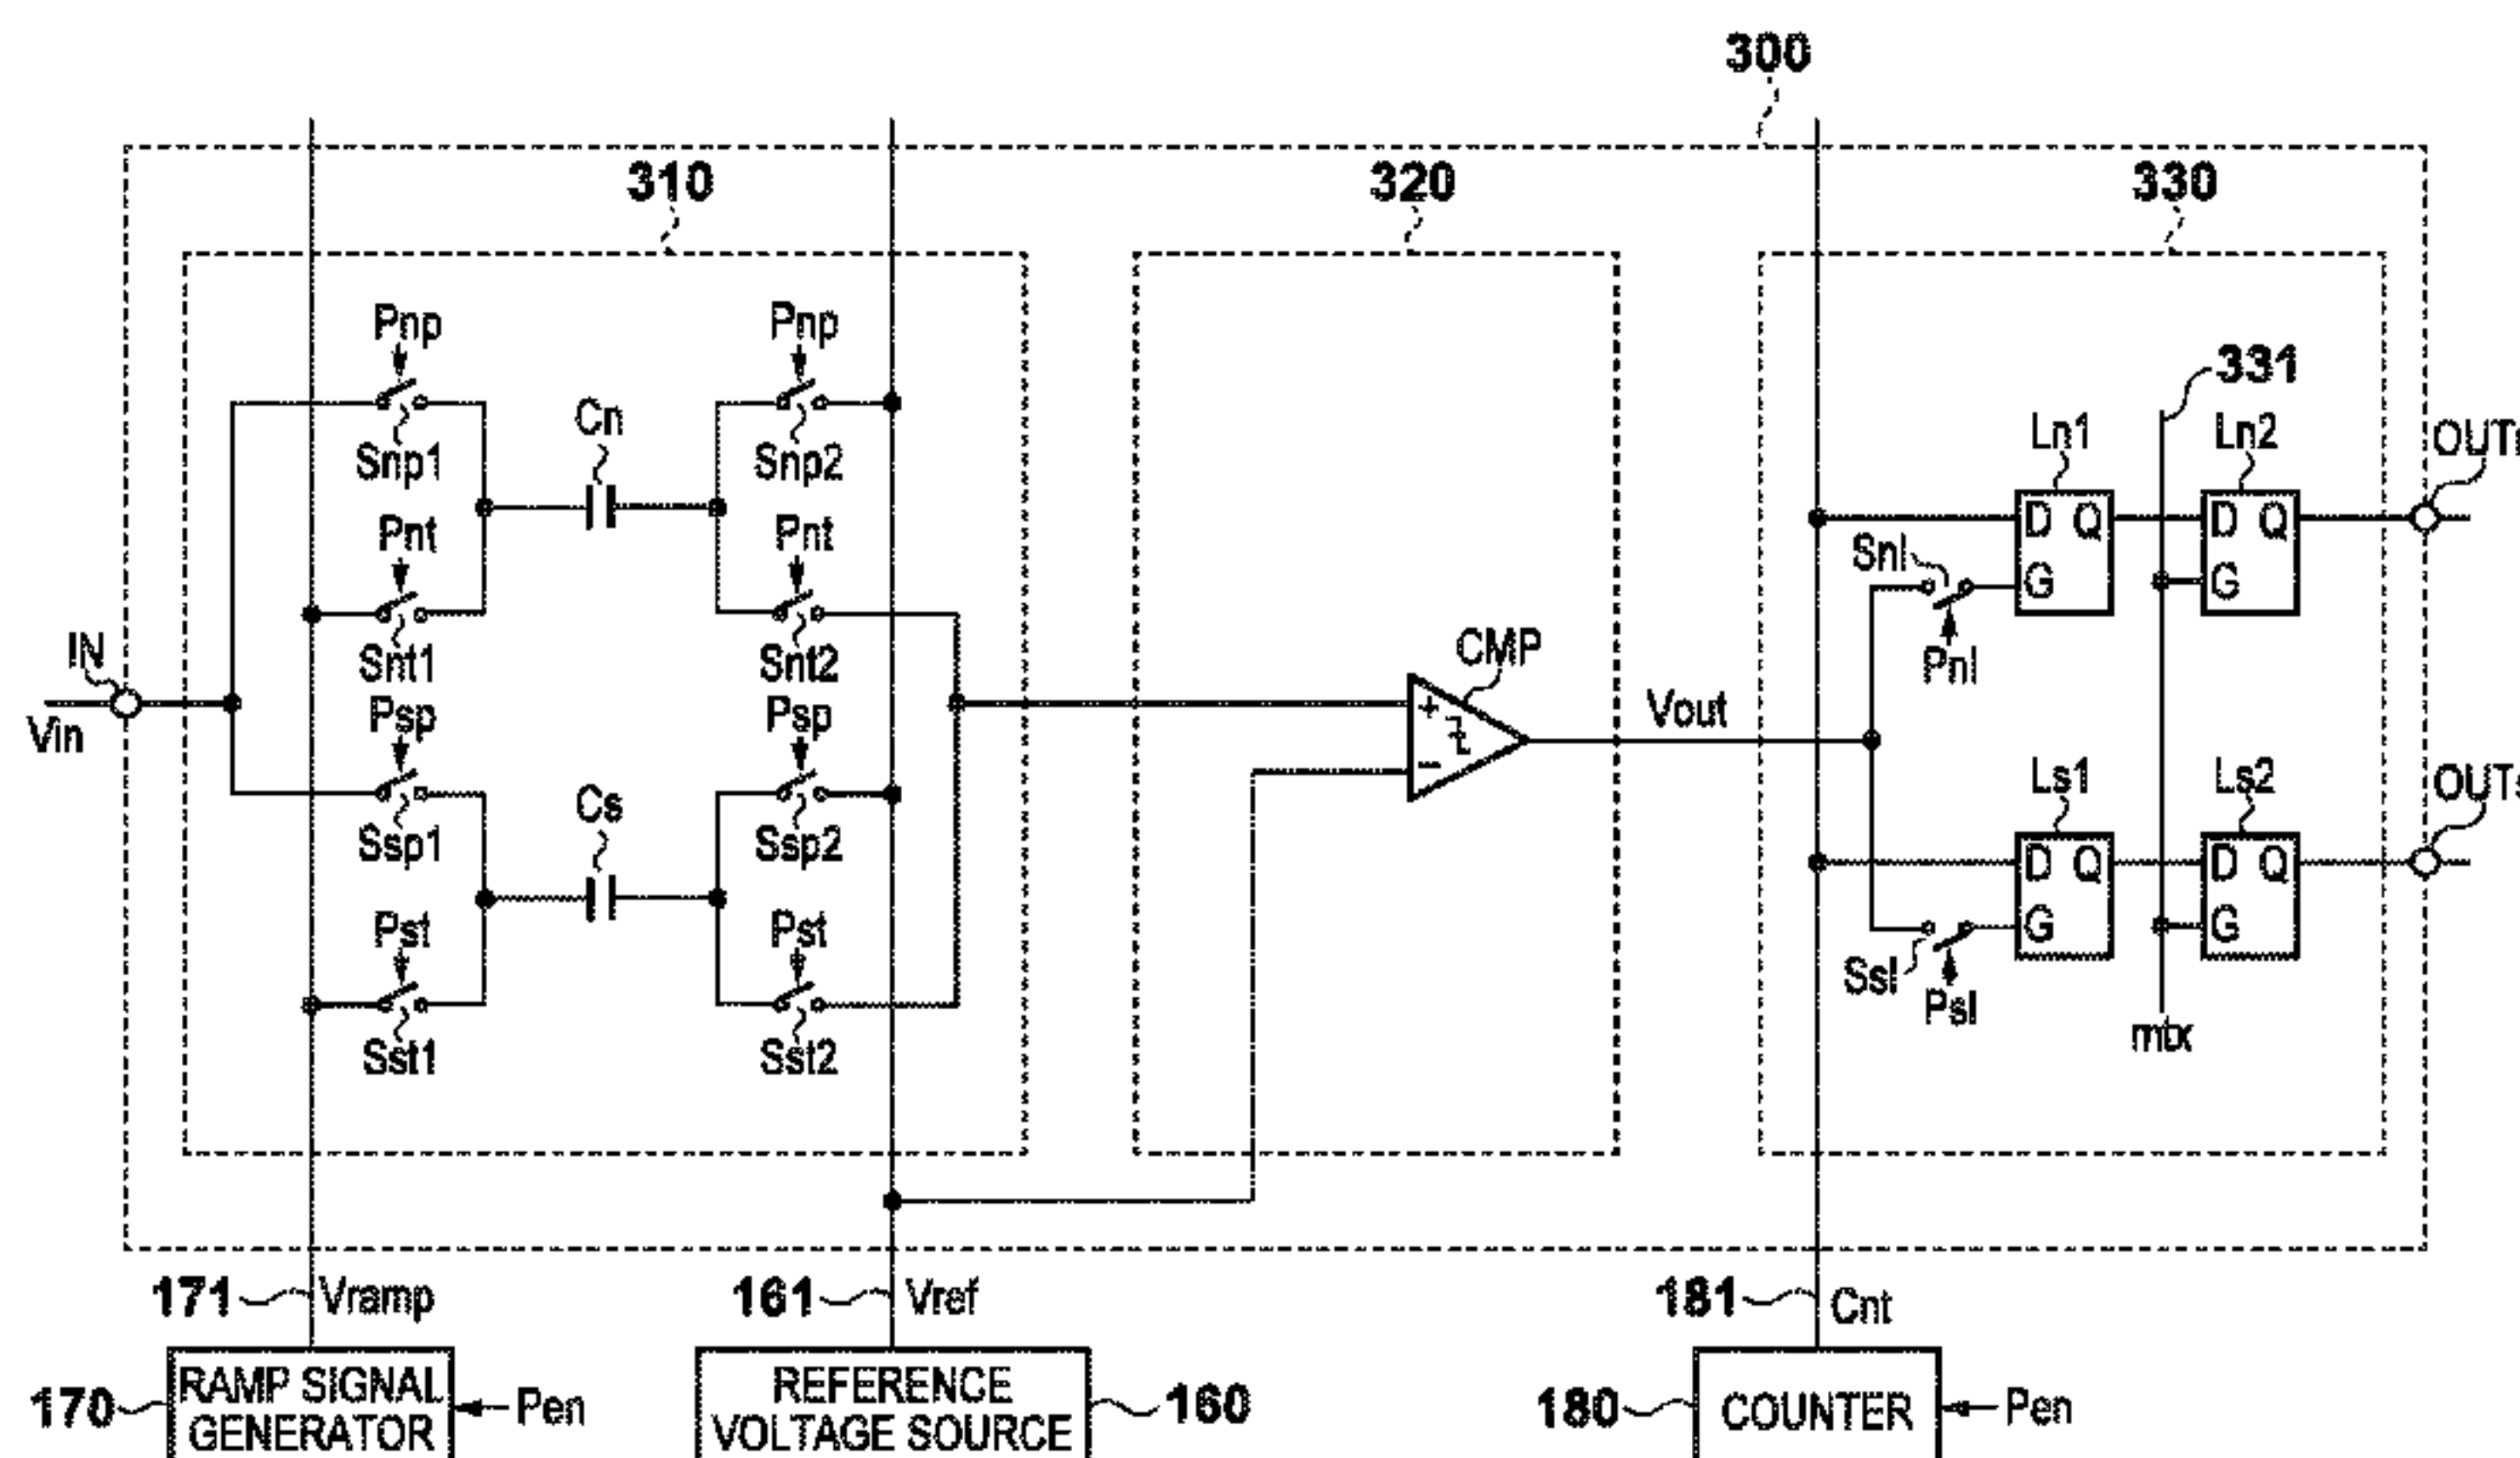 300
310
320
330
Pnp
Pnp
331
Cn
Ln1
Ln2
Snp1
Snp2
Pnt
Pnt
D Q
D Q
Snl
G
G
IN
Snt1
Snt2
CMP
Pnl
Vin
Psp
Psp
+
Vout
−
Ls1
Ls2
Cs
Ssp1
Ssp2
D Q
D Q
Pst
Pst
G
G
Ssl
Psl
Sst1
Sst2
mtx
171
Vramp
161
Vref
181
Cnt
170
RAMP SIGNAL
GENERATOR
Pen
REFERENCE
VOLTAGE SOURCE
160
180
COUNTER
Pen